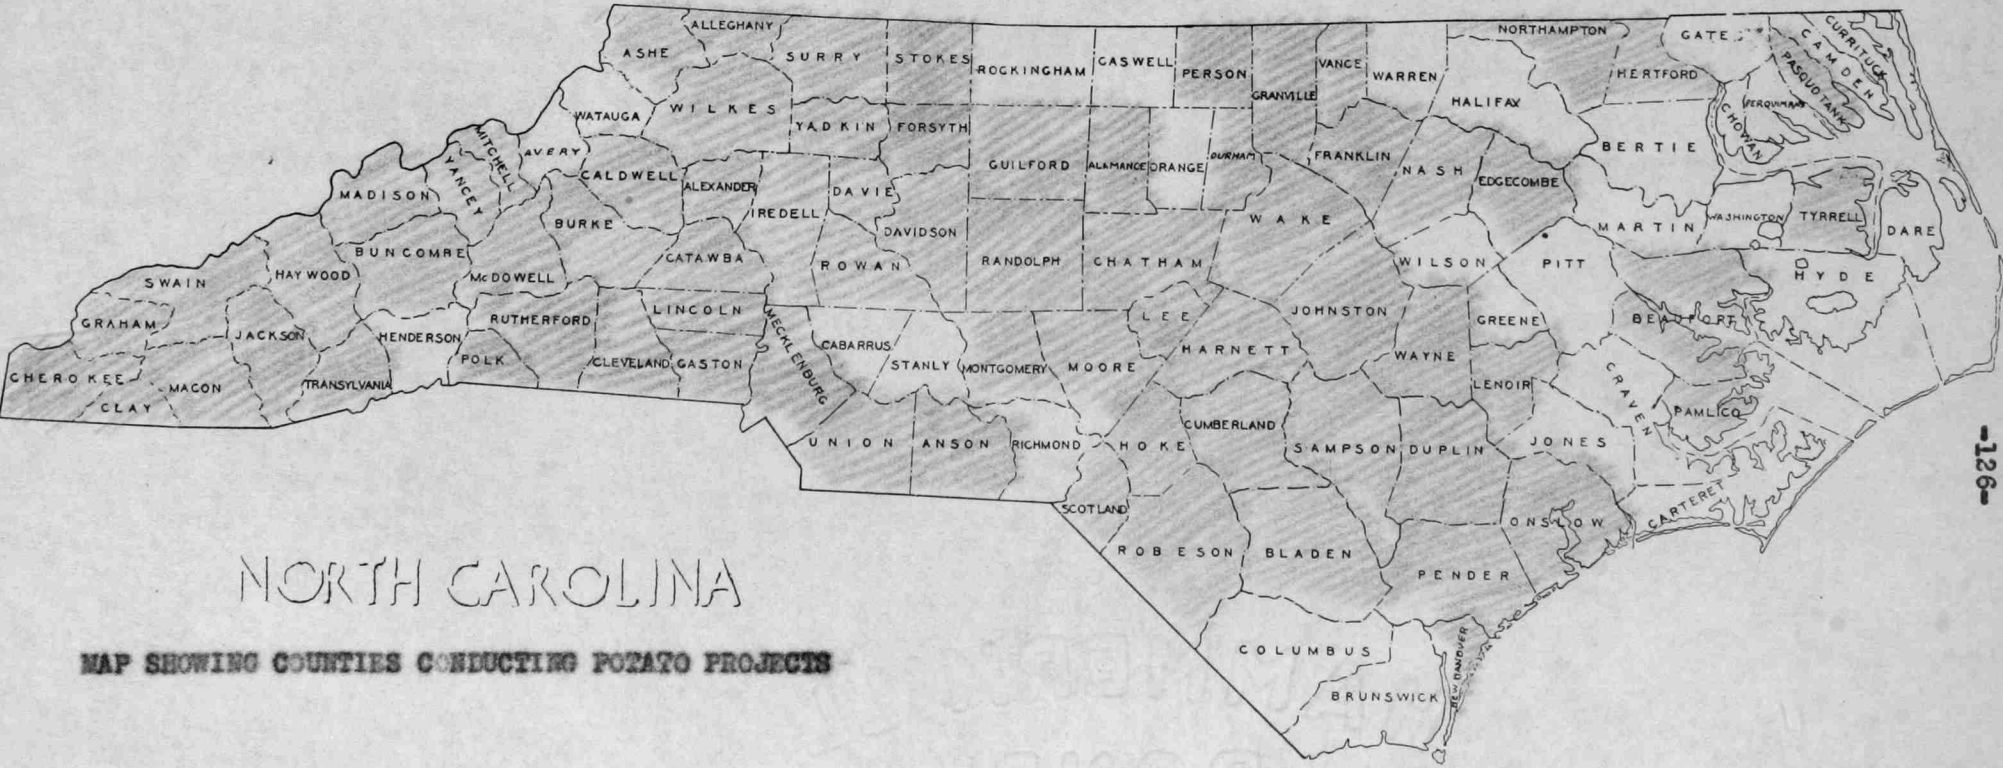 ALLEGHANY
ASHE
SURRY
STOKES
ROCKINGHAM
CASWELL
PERSON
GRANVILLE
VANCE
WARREN
NORTHAMPTON
HALIFAX
HERTFORD
GATES
CURRITUCK
CAMDEN
PASQUOTANK
PERQUIMANS
CHOWAN
WATAUGA
WILKES
YADKIN
FORSYTH
GUILFORD
ALAMANCE
ORANGE
DURHAM
FRANKLIN
NASH
EDGECOMBE
BERTIE
MITCHELL
AVERY
YANCEY
MADISON
CALDWELL
ALEXANDER
IREDELL
DAVIE
DAVIDSON
WAKE
MARTIN
WASHINGTON
TYRRELL
DARE
BURKE
BUNCOMBE
McDOWELL
CATAWBA
ROWAN
RANDOLPH
CHATHAM
WILSON
PITT
HYDE
SWAIN
HAYWOOD
GRAHAM
JACKSON
HENDERSON
RUTHERFORD
LINCOLN
MECKLENBURG
CABARRUS
STANLY
MONTGOMERY
MOORE
LEE
HARNETT
JOHNSTON
WAYNE
GREENE
BEAUFORT
CHEROKEE
MACON
CLAY
TRANSYLVANIA
POLK
CLEVELAND
GASTON
LENOIR
CRAVEN
PAMLICO
UNION
ANSON
RICHMOND
HOKE
CUMBERLAND
SAMPSON
DUPLIN
JONES
CARTERET
SCOTLAND
ROBESON
BLADEN
PENDER
ONSLOW
COLUMBUS
BRUNSWICK
NEW HANOVER
NORTH CAROLINA
MAP SHOWING COUNTIES CONDUCTING POTATO PROJECTS
-126-